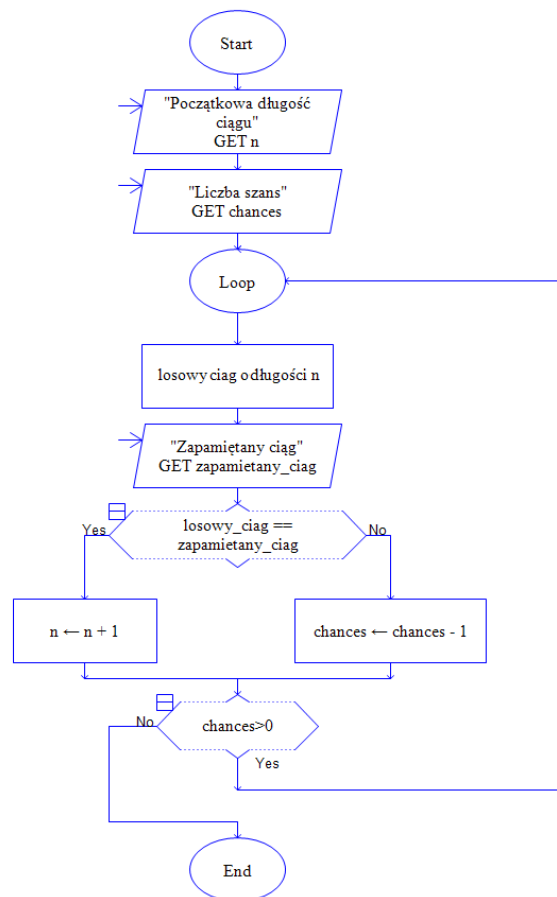 Start
"Początkowa długość
ciągu"
GET n
"Liczba szans"
GET chances
Loop
losowy ciag o długości n
"Zapamiętany ciąg"
GET zapamietany_ciag
Yes
losowy_ciag ==
zapamietany_ciag
No
n ← n + 1
chances ← chances - 1
No
chances>0
Yes
End